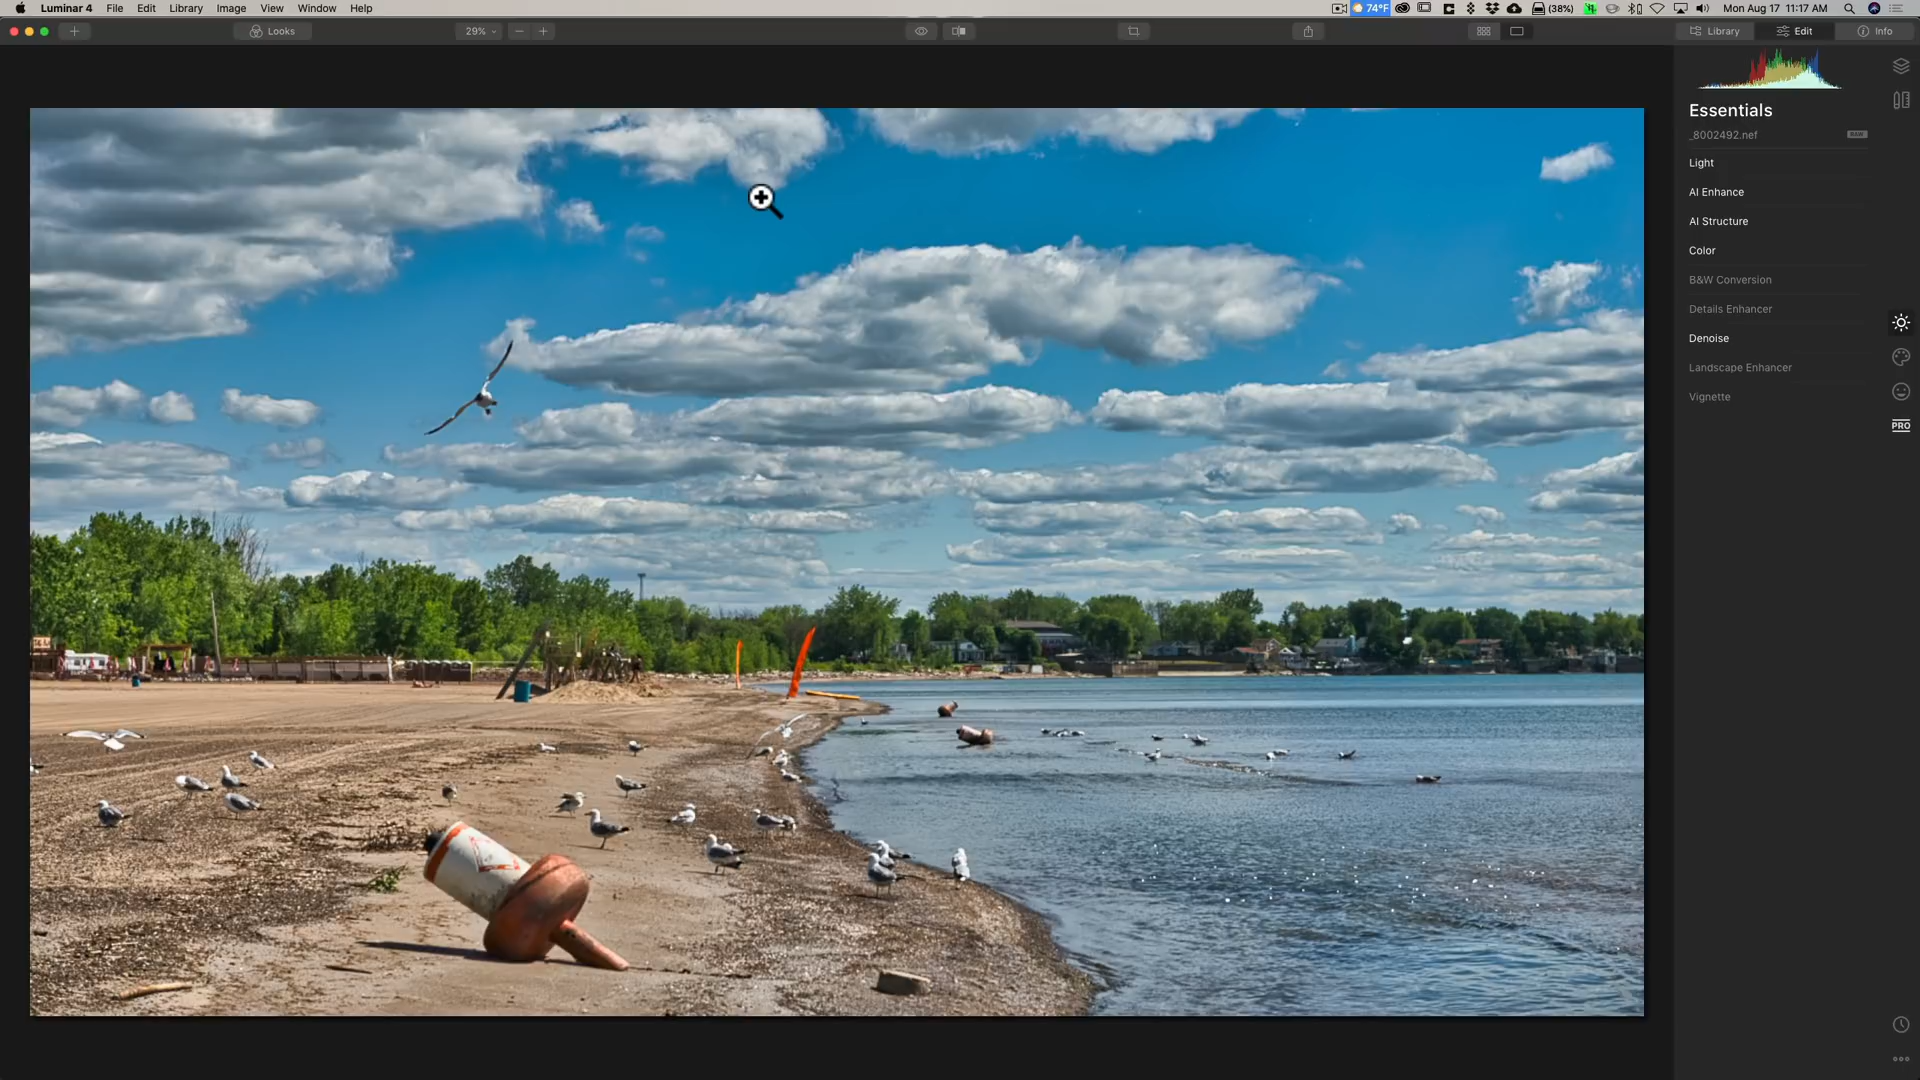 Luminar 4 File Edit Library Image View Window Help 74°F (38%) Mon Aug 17 11:17 AM
Looks 29% Library Edit Info
Essentials
_8002492.nef RAW
Light
AI Enhance
AI Structure
Color
B&W Conversion
Details Enhancer
Denoise
Landscape Enhancer
PRO
Vignette